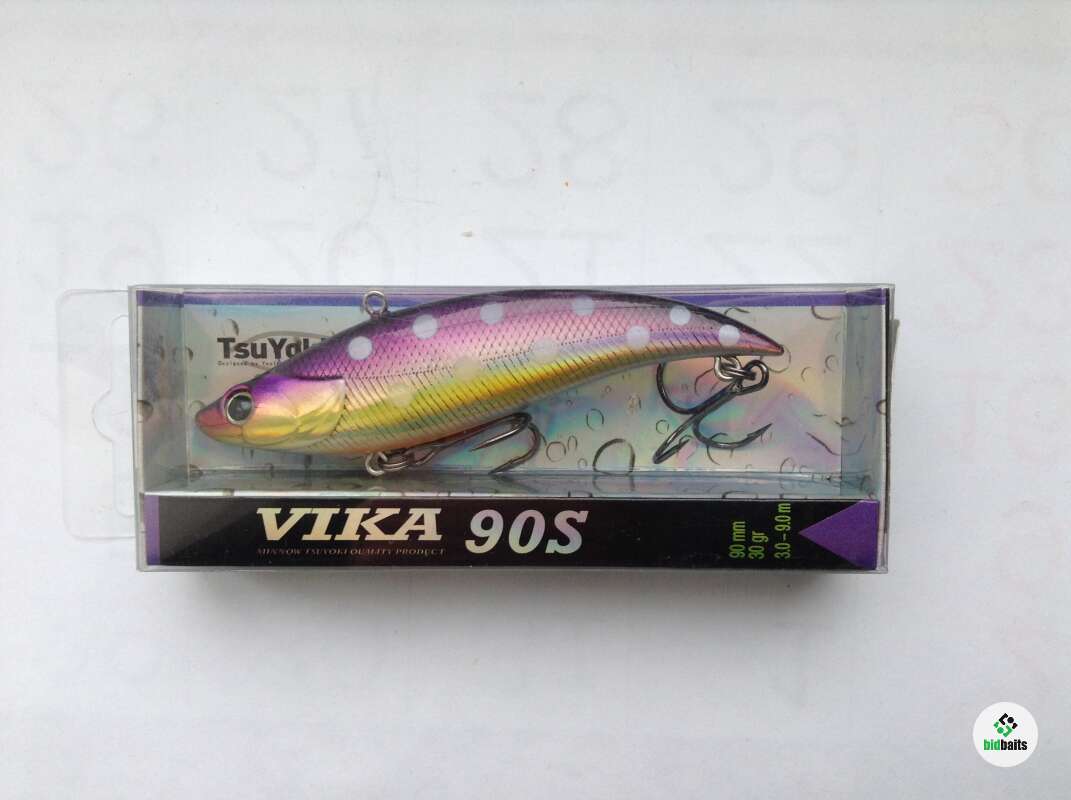 TsuYoki
VIKA 90S
MINNOW TSUYOKI QUALITY PRODUCT
90 mm
30 gr
3.0 – 9.0 m
bidbaits